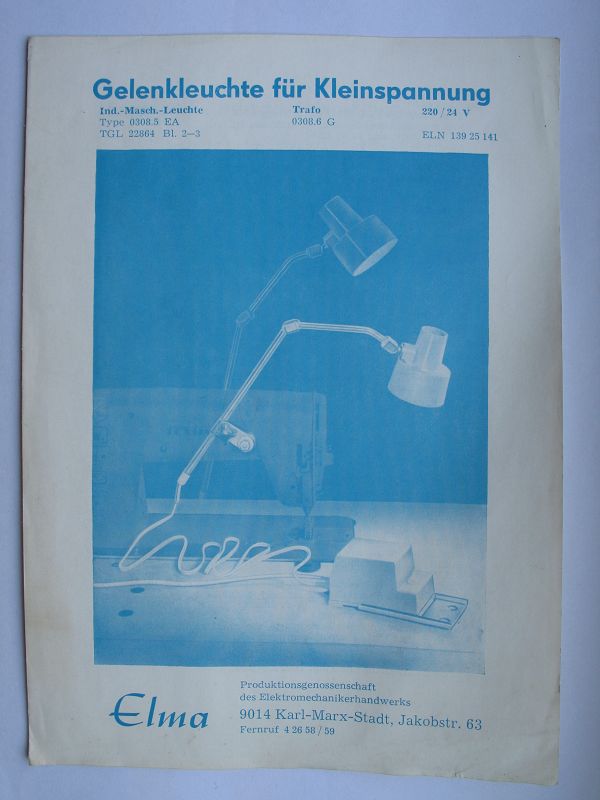 Gelenkleuchte für Kleinspannung
Ind.-Masch.-Leuchte Trafo 220/24 V
Type 0308.5 EA 0308.6 G
TGL 22864 Bl. 2—3 ELN 139 25 141
Elma
Produktionsgenossenschaft
des Elektromechanikerhandwerks
9014 Karl-Marx-Stadt, Jakobstr. 63
Fernruf 4 26 58 / 59